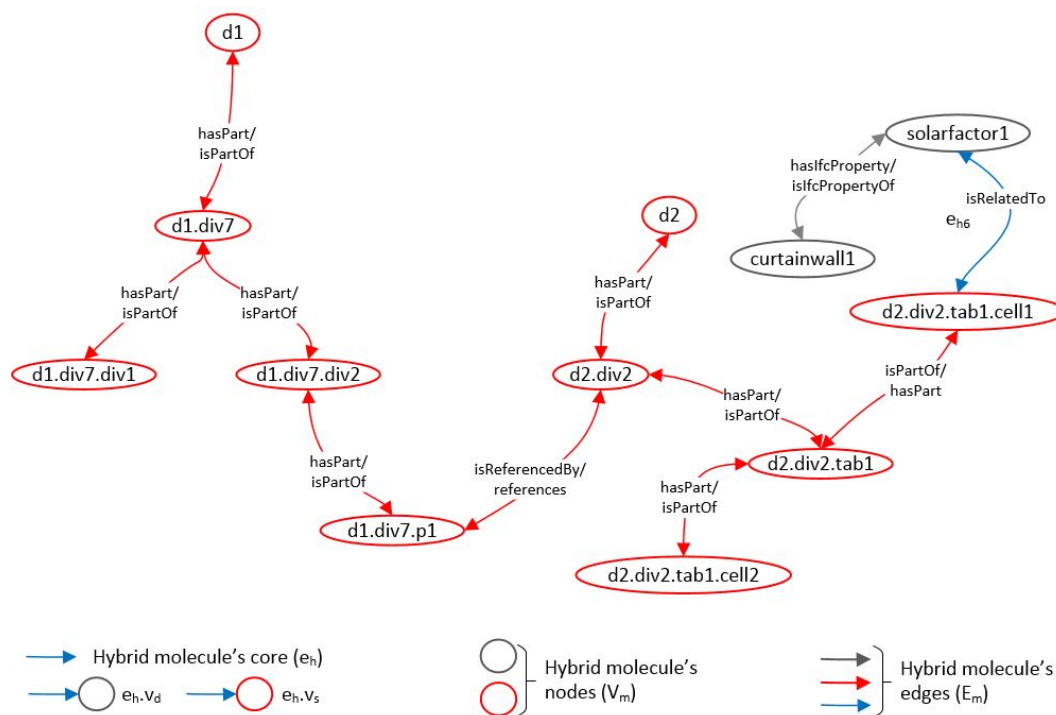 d1
hasPart/
isPartOf
d1.div7
hasPart/
isPartOf
hasPart/
isPartOf
d1.div7.div1
d1.div7.div2
hasPart/
isPartOf
d1.div7.p1
isReferencedBy/
references
d2
hasPart/
isPartOf
d2.div2
hasPart/
isPartOf
d2.div2.tab1
hasPart/
isPartOf
d2.div2.tab1.cell2
solarfactor1
hasIfcProperty/
isIfcPropertyOf
curtainwall1
isRelatedTo
eh6
d2.div2.tab1.cell1
isPartOf/
hasPart
Hybrid molecule's core (eh)
eh.vd
eh.vs
Hybrid molecule's
nodes (Vm)
Hybrid molecule's
edges (Em)